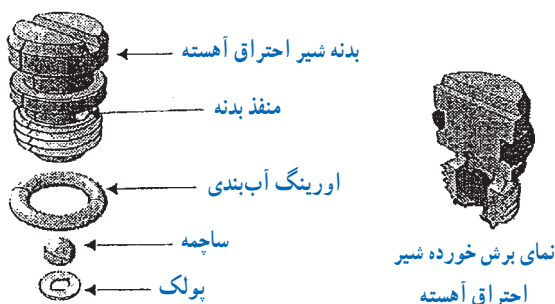 بدنه شیر احتراق آهسته
منفذ بدنه
اورینگ آب‌بندی
ساچمه
پولک
نمای برش خورده شیر
احتراق آهسته